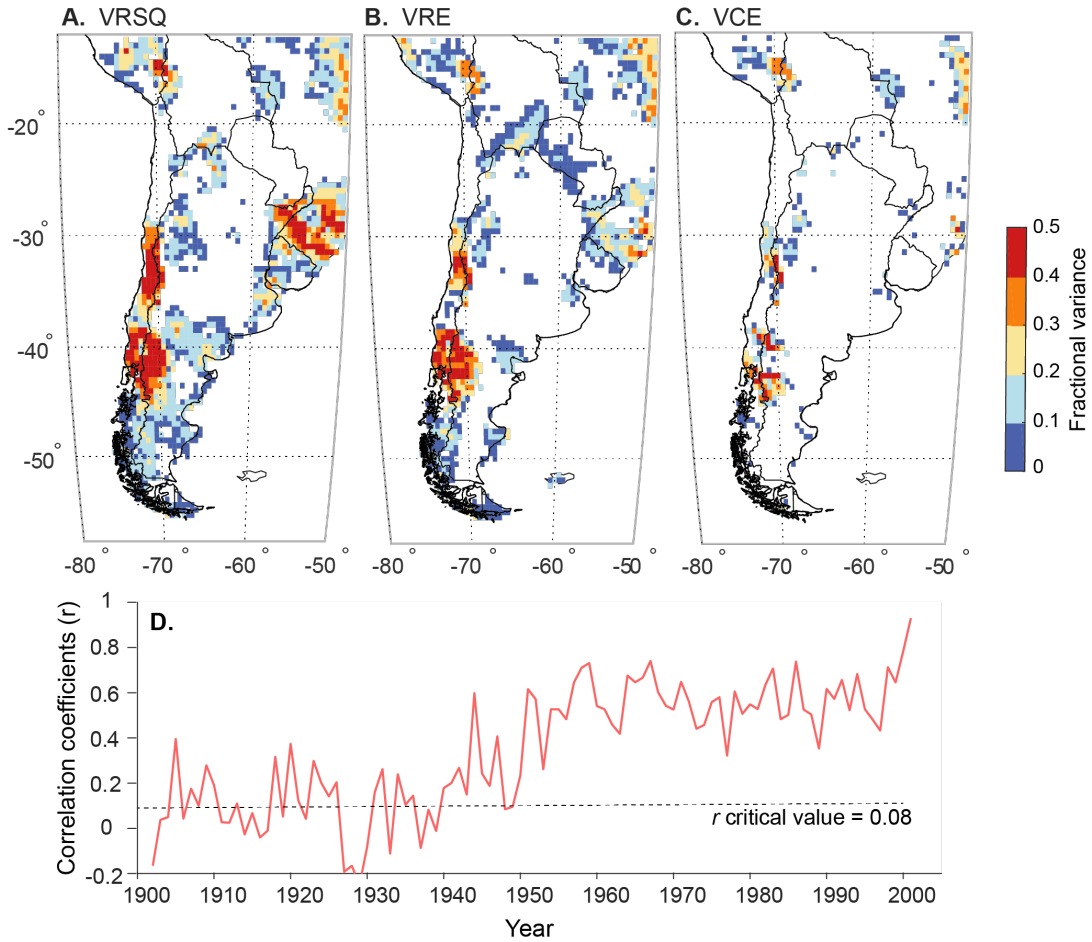 A. VRSQ
B. VRE
C. VCE
-20°
-30°
-40°
-50°
-80° -70° -60° -50°
-80° -70° -60° -50°
-80° -70° -60° -50°
0.5
0.4
0.3
0.2
0.1
0
Fractional variance
D.
Correlation coefficients (r)
1
0.8
0.6
0.4
0.2
0
-0.2
r critical value = 0.08
1900 1910 1920 1930 1940 1950 1960 1970 1980 1990 2000
Year